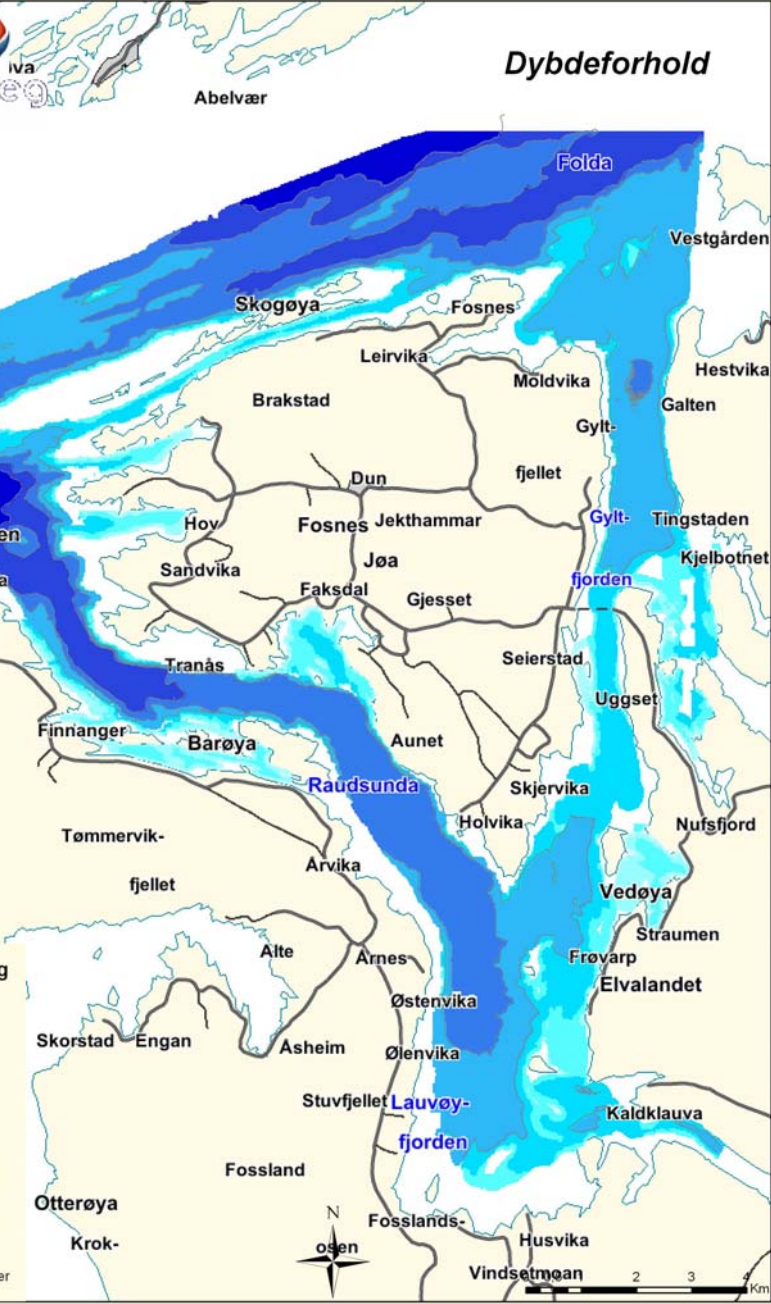 Dybdeforhold
Abelvær
Folda
Vestgården
Skogøya
Fosnes
Leirvika
Moldvika
Hestvika
Brakstad
Galten
Gylt-
fjellet
Dun
Hov
Fosnes
Jekthammar
Gylt-
Tingstaden
Sandvika
Jøa
Kjelbotnet
Faksdal
Gjesset
fjorden
Tranås
Seierstad
Uggset
Finnanger
Barøya
Aunet
Raudsunda
Skjervika
Holvika
Nufsfjord
Tømmervik-
fjellet
Årvika
Vedøya
Straumen
Alte
Årnes
Frøvarp
Elvalandet
Østenvika
Skorstad
Engan
Åsheim
Ølenvika
Stuvfjellet
Lauvøy-
fjorden
Kaldklauva
Fossland
Otterøya
Krok-
N
Fosslands-
osen
Husvika
Vindsetmoan
2 3 4
Km